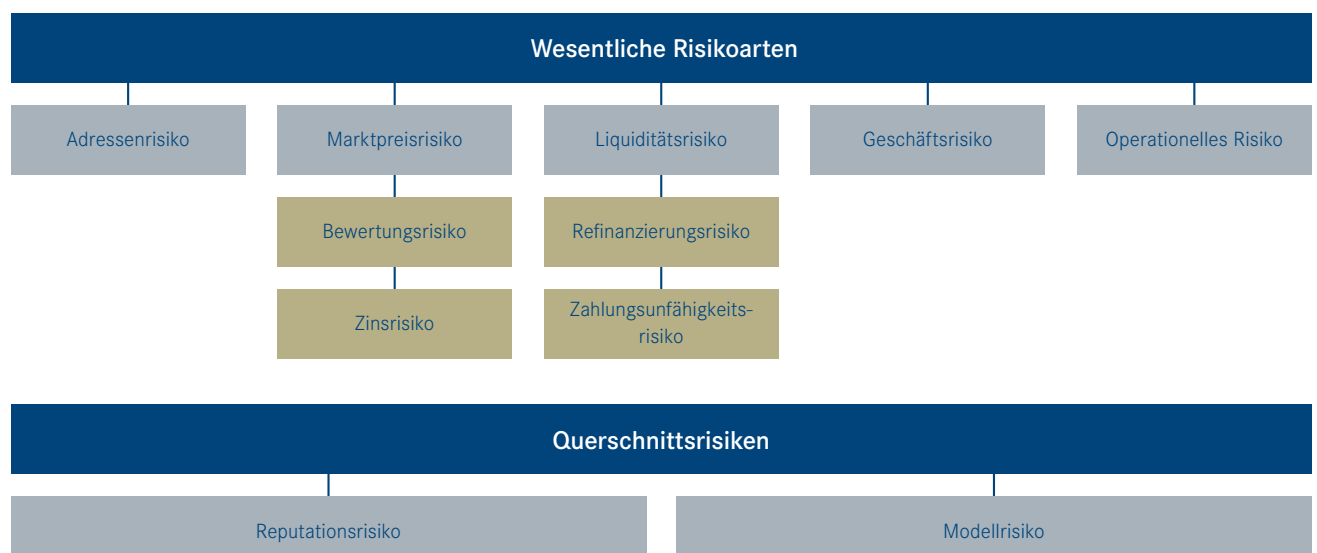 Wesentliche Risikoarten
Adressenrisiko
Marktpreisrisiko
Liquiditätsrisiko
Geschäftsrisiko
Operationelles Risiko
Bewertungsrisiko
Refinanzierungsrisiko
Zinsrisiko
Zahlungsunfähigkeits-
risiko
Querschnittsrisiken
Reputationsrisiko
Modellrisiko